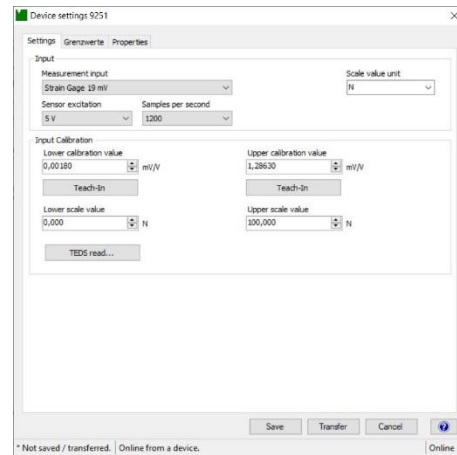 Device settings 9251
Settings Grenzwerte Properties
Input
Measurement input Scale value unit
Strain Gage 19 mV N
Sensor excitation Samples per second
5 V 1200
Input Calibration
Lower calibration value Upper calibration value
0,00180 mV/V 1,28630 mV/V
Teach-In Teach-In
Lower scale value Upper scale value
0,000 N 100,000 N
TEDS read...
Save Transfer Cancel ?
* Not saved / transferred. Online from a device. Online